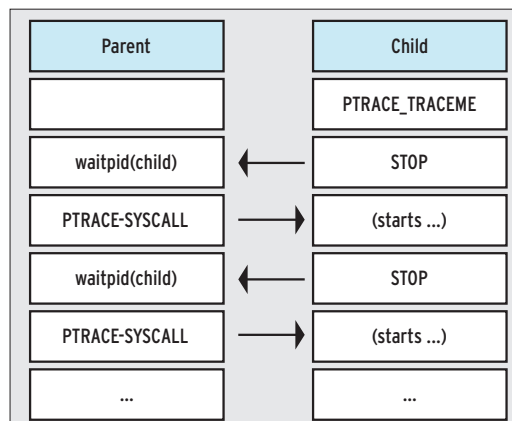 Parent Child
PTRACE_TRACEME
waitpid(child) STOP
PTRACE-SYSCALL (starts ...)
waitpid(child) STOP
PTRACE-SYSCALL (starts ...)
... ...